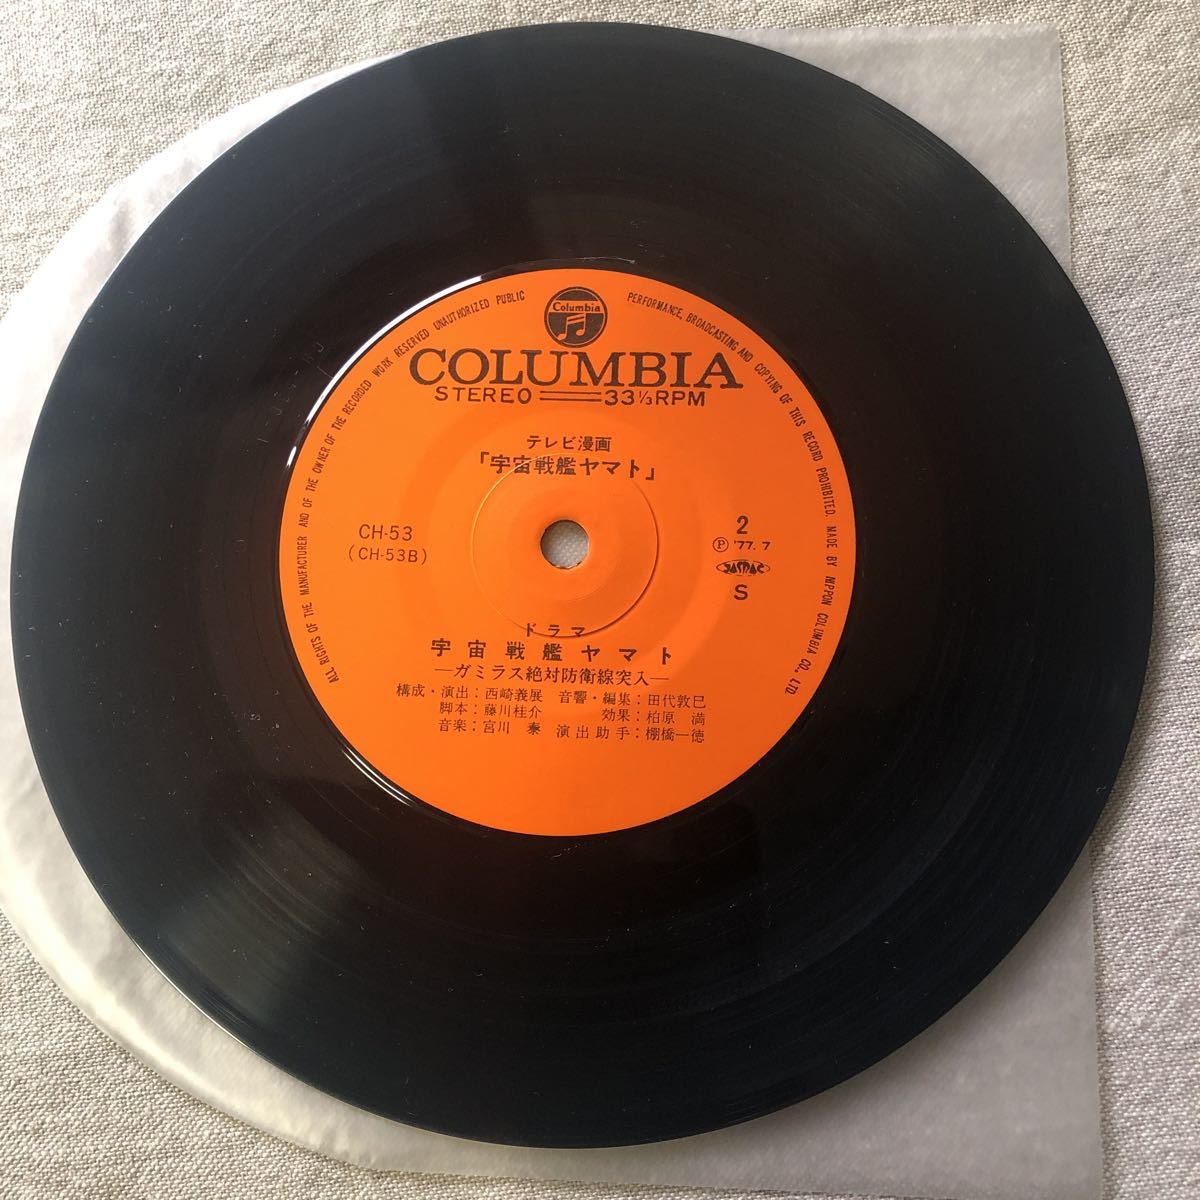 Columbia
COLUMBIA
STEREO 33 1/3 RPM
ALL RIGHTS OF THE MANUFACTURER AND OF THE OWNER OF THE RECORDED WORK RESERVED UNAUTHORIZED PUBLIC PERFORMANCE, BROADCASTING AND COPYING OF THIS RECORD PROHIBITED. MADE BY NIPPON COLUMBIA CO., LTD.
テレビ漫画
「宇宙戦艦ヤマト」
CH-53
(CH-53B)
2
Ⓟ '77. 7
JASRAC
S
ドラマ
宇宙戦艦ヤマト
―ガミラス絶対防衛線突入―
構成・演出:西崎義展 音響・編集:田代敦巳
脚本:藤川桂介 効果:柏原 満
音楽:宮川 泰 演出助手:棚橋一徳